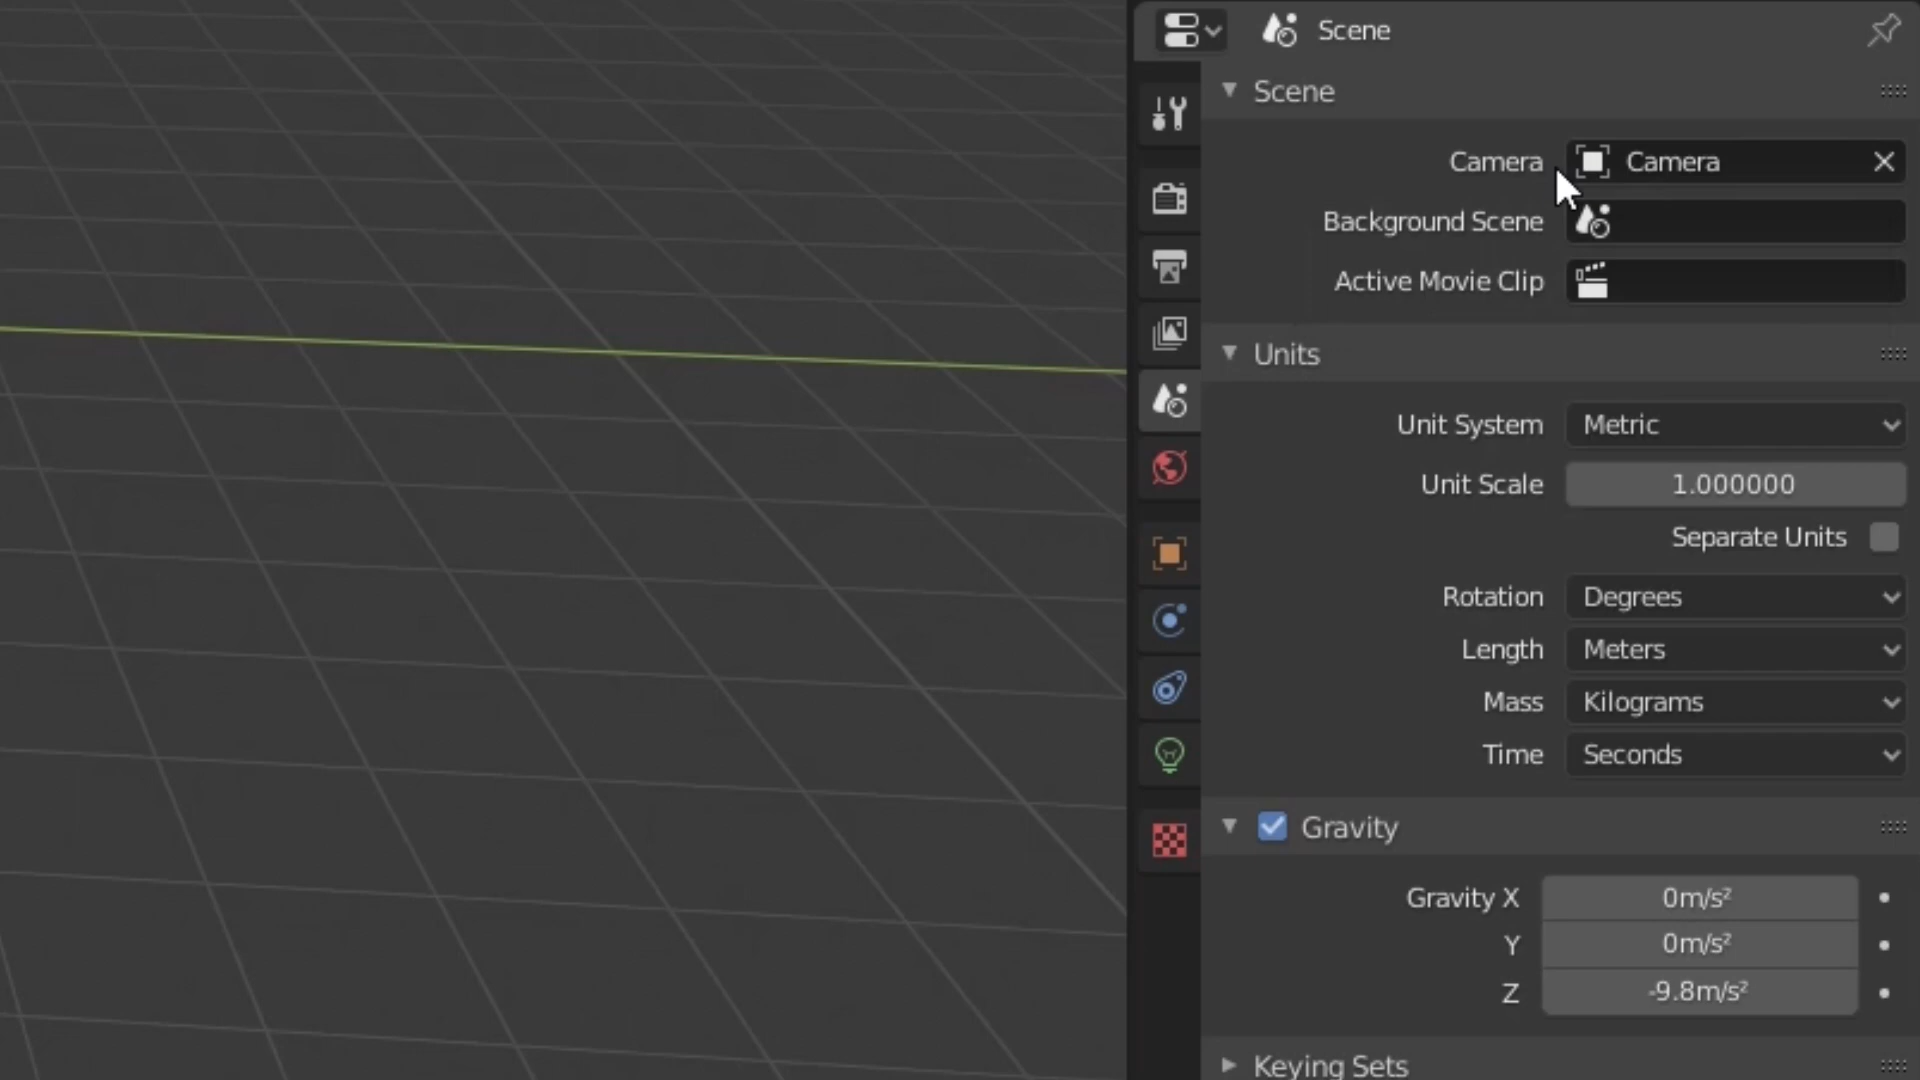 Scene
Scene
Camera Camera
Background Scene
Active Movie Clip
Units
Unit System Metric
Unit Scale 1.000000
Separate Units
Rotation Degrees
Length Meters
Mass Kilograms
Time Seconds
Gravity
Gravity X 0m/s²
Y 0m/s²
Z -9.8m/s²
Keying Sets